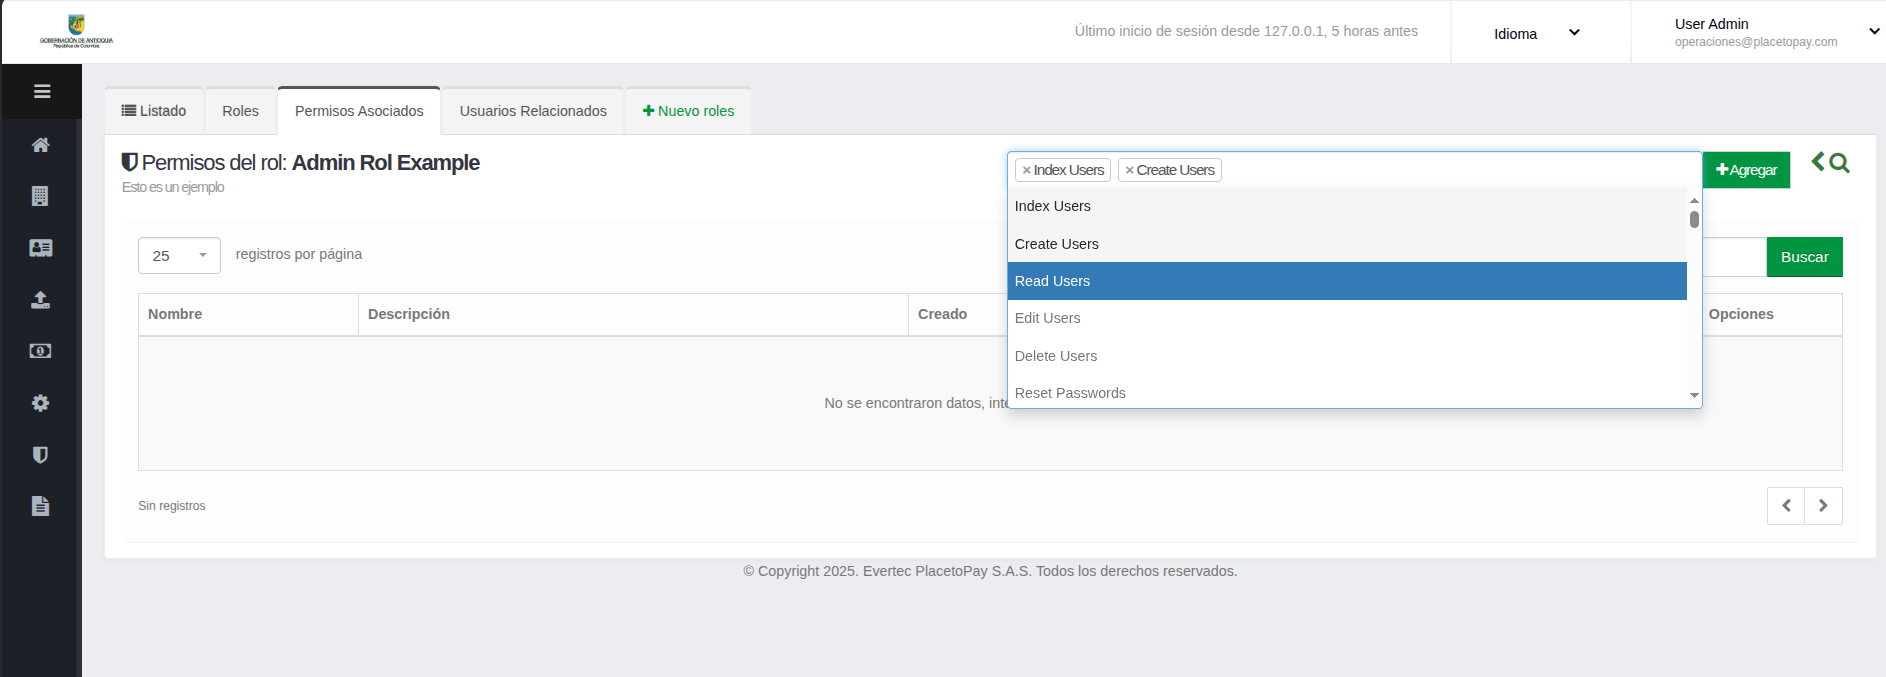 GOBERNACIÓN DE ANTIOQUIA
República de Colombia
Último inicio de sesión desde 127.0.0.1, 5 horas antes
Idioma
User Admin
operaciones@placetopay.com
Listado
Roles
Permisos Asociados
Usuarios Relacionados
Nuevo roles
Permisos del rol: Admin Rol Example
Esto es un ejemplo
× Index Users × Create Users
Agregar
Index Users
Create Users
Read Users
Edit Users
Delete Users
Reset Passwords
25 registros por página
Buscar
Nombre Descripción Creado Opciones
No se encontraron datos,
Sin registros
© Copyright 2025. Evertec PlacetoPay S.A.S. Todos los derechos reservados.